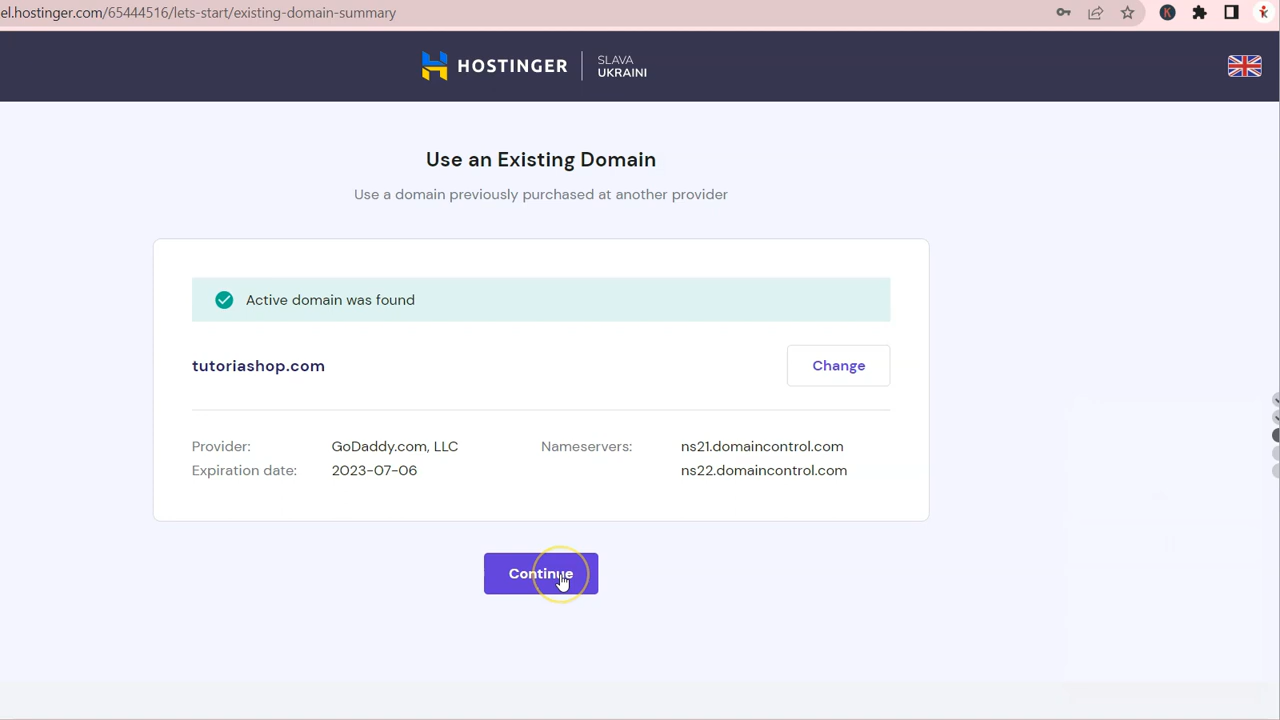 el.hostinger.com/65444516/lets-start/existing-domain-summary
K
HOSTINGER
SLAVA
UKRAINI
Use an Existing Domain
Use a domain previously purchased at another provider
Active domain was found
tutoriashop.com
Change
Provider: GoDaddy.com, LLC Nameservers: ns21.domaincontrol.com
Expiration date: 2023-07-06 ns22.domaincontrol.com
Continue